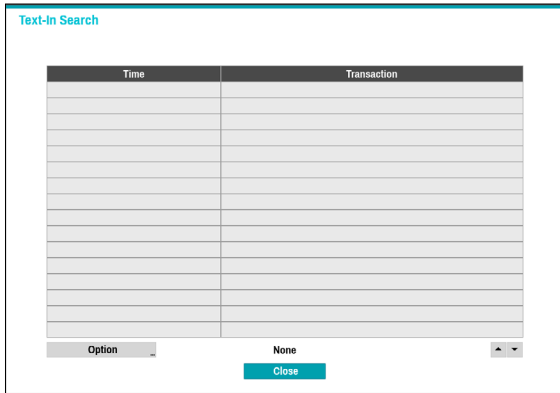 Text-In Search
Time Transaction
Option ... None
Close